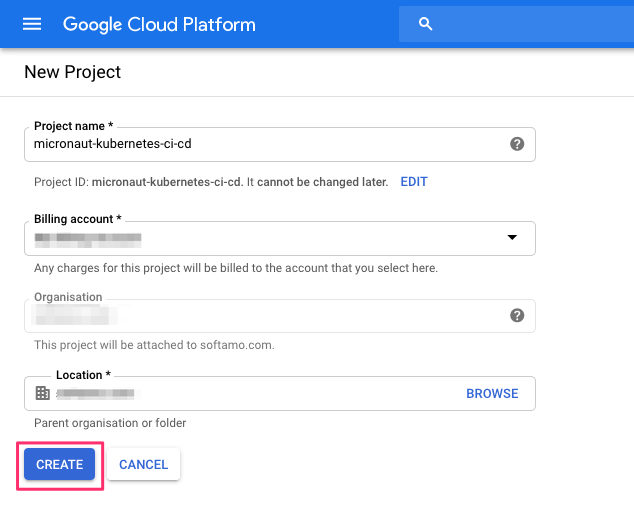 Google Cloud Platform
New Project
Project name *
micronaut-kubernetes-ci-cd
Project ID: micronaut-kubernetes-ci-cd. It cannot be changed later. EDIT
Billing account *
Any charges for this project will be billed to the account that you select here.
Organisation
This project will be attached to softamo.com.
Location *
BROWSE
Parent organisation or folder
CREATE CANCEL